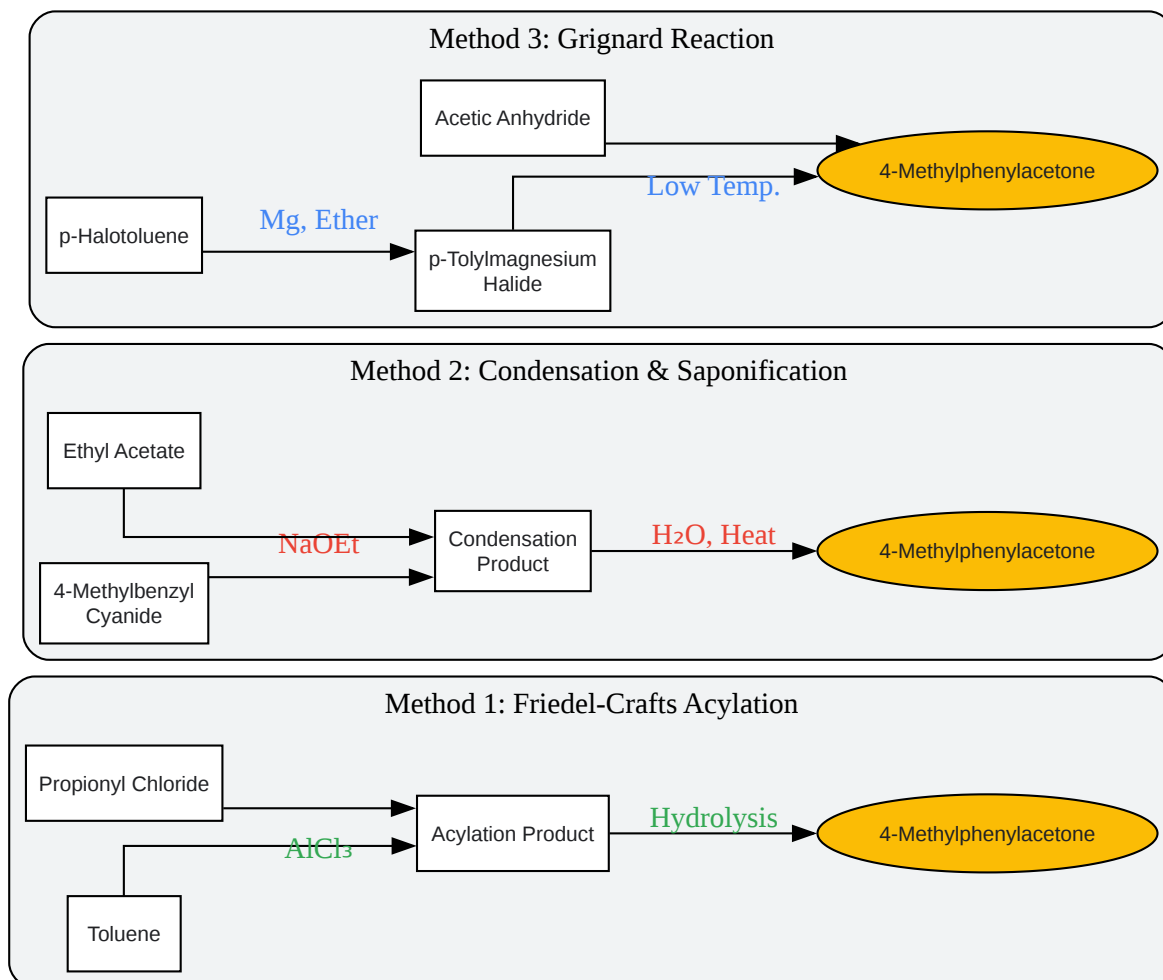 Method 3: Grignard Reaction
Acetic Anhydride
4-Methylphenylacetone
Low Temp.
p-Halotoluene
Mg, Ether
p-Tolylmagnesium
Halide
Method 2: Condensation & Saponification
Ethyl Acetate
NaOEt
Condensation
Product
H₂O, Heat
4-Methylphenylacetone
4-Methylbenzyl
Cyanide
Method 1: Friedel-Crafts Acylation
Propionyl Chloride
AlCl₃
Acylation Product
Hydrolysis
4-Methylphenylacetone
Toluene